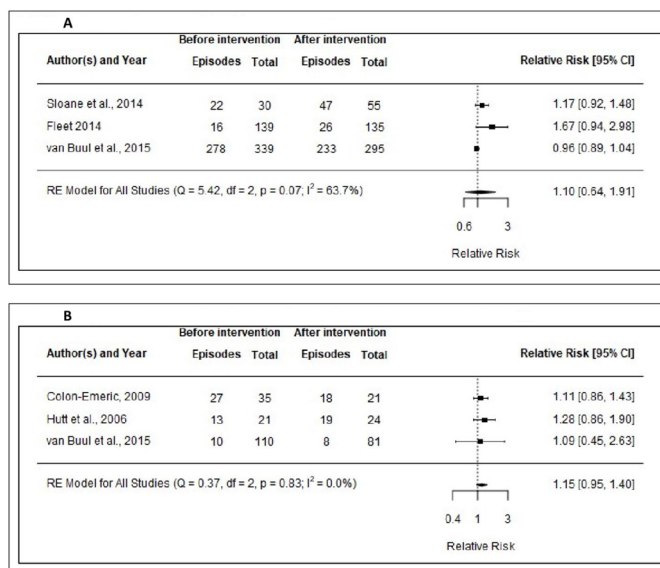 A
Before intervention After intervention
Author(s) and Year Episodes Total Episodes Total Relative Risk [95% CI]
Sloane et al., 2014 22 30 47 55 1.17 [0.92, 1.48]
Fleet 2014 16 139 26 135 1.67 [0.94, 2.98]
van Buul et al., 2015 278 339 233 295 0.96 [0.89, 1.04]
RE Model for All Studies (Q = 5.42, df = 2, p = 0.07; I² = 63.7%) 1.10 [0.64, 1.91]
0.6 3
Relative Risk
B
Before intervention After intervention
Author(s) and Year Episodes Total Episodes Total Relative Risk [95% CI]
Colon-Emeric, 2009 27 35 18 21 1.11 [0.86, 1.43]
Hutt et al., 2006 13 21 19 24 1.28 [0.86, 1.90]
van Buul et al., 2015 10 110 8 81 1.09 [0.45, 2.63]
RE Model for All Studies (Q = 0.37, df = 2, p = 0.83; I² = 0.0%) 1.15 [0.95, 1.40]
0.4 1 3
Relative Risk